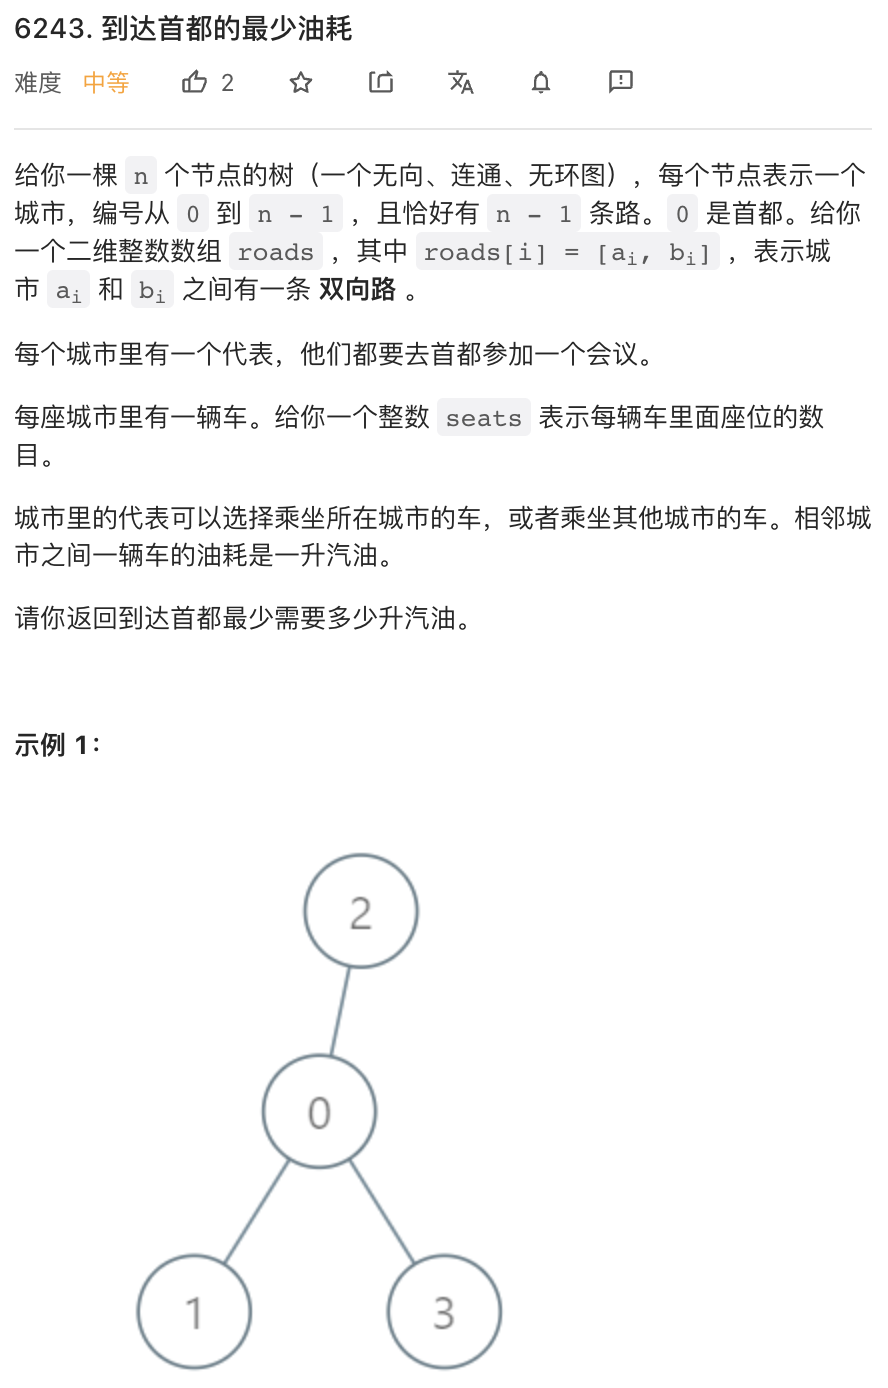 6243. 到达首都的最少油耗
难度 中等 2
给你一棵 n 个节点的树（一个无向、连通、无环图），每个节点表示一个
城市，编号从 0 到 n - 1 ，且恰好有 n - 1 条路。0 是首都。给你
一个二维整数数组 roads ，其中 roads[i] = [ai, bi] ，表示城
市 ai 和 bi 之间有一条 双向路 。
每个城市里有一个代表，他们都要去首都参加一个会议。
每座城市里有一辆车。给你一个整数 seats 表示每辆车里面座位的数
目。
城市里的代表可以选择乘坐所在城市的车，或者乘坐其他城市的车。相邻城
市之间一辆车的油耗是一升汽油。
请你返回到达首都最少需要多少升汽油。
示例 1：
2
0
1 3